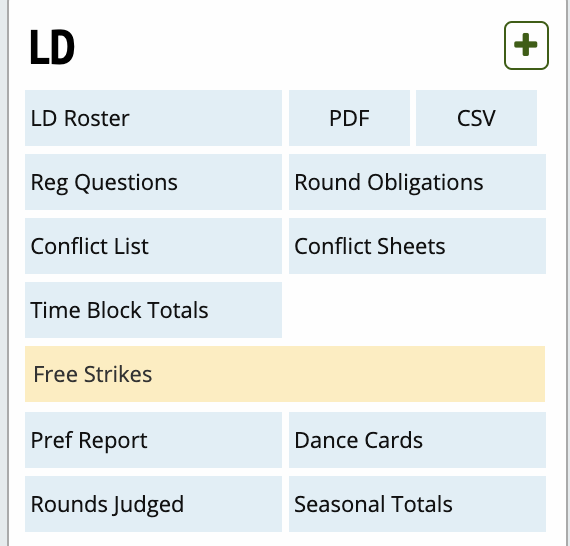 LD
LD Roster PDF CSV
Reg Questions Round Obligations
Conflict List Conflict Sheets
Time Block Totals
Free Strikes
Pref Report Dance Cards
Rounds Judged Seasonal Totals